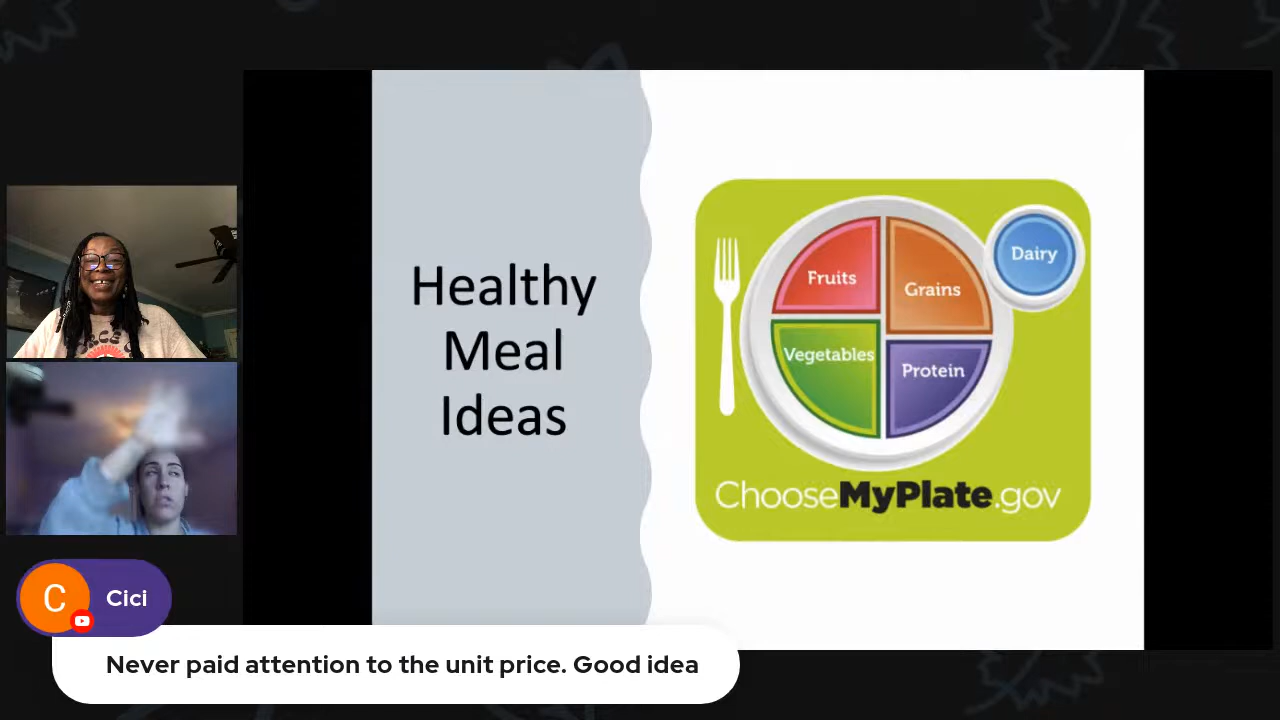 Healthy
Meal
Ideas
Fruits
Grains
Dairy
Vegetables
Protein
ChooseMyPlate.gov
C
Cici
Never paid attention to the unit price. Good idea